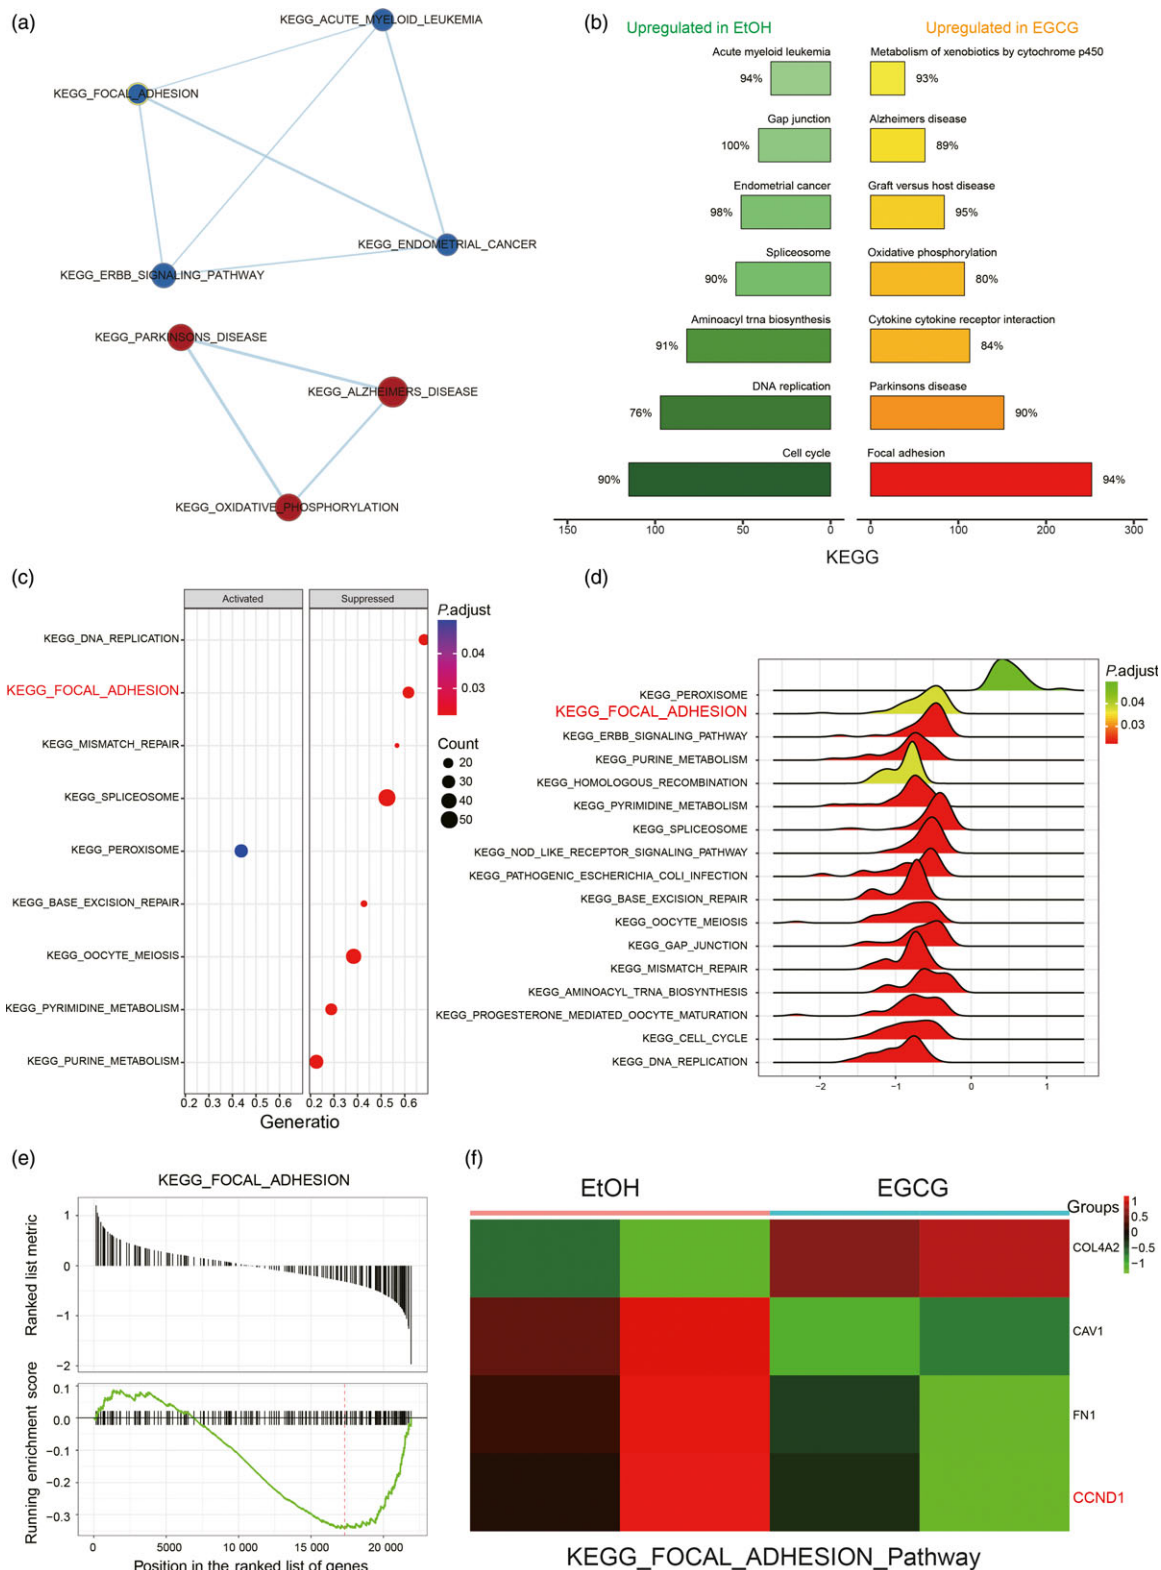 (a)
KEGG_ACUTE_MYELOID_LEUKEMIA
KEGG_FOCAL_ADHESION
KEGG_ENDOMETRIAL_CANCER
KEGG_ERBB_SIGNALING_PATHWAY
KEGG_PARKINSONS_DISEASE
KEGG_ALZHEIMERS_DISEASE
KEGG_OXIDATIVE_PHOSPHORYLATION
(b)
Upregulated in EtOH
Upregulated in EGCG
Acute myeloid leukemia
94%
Metabolism of xenobiotics by cytochrome p450
93%
Gap junction
100%
Alzheimers disease
89%
Endometrial cancer
98%
Graft versus host disease
95%
Spliceosome
90%
Oxidative phosphorylation
80%
Aminoacyl trna biosynthesis
91%
Cytokine cytokine receptor interaction
84%
DNA replication
76%
Parkinsons disease
90%
Cell cycle
90%
Focal adhesion
94%
150 100 50 0
0 100 200 300
KEGG
(c)
Activated
Suppressed
KEGG_DNA_REPLICATION
KEGG_FOCAL_ADHESION
KEGG_MISMATCH_REPAIR
KEGG_SPLICEOSOME
KEGG_PEROXISOME
KEGG_BASE_EXCISION_REPAIR
KEGG_OOCYTE_MEIOSIS
KEGG_PYRIMIDINE_METABOLISM
KEGG_PURINE_METABOLISM
0.2 0.3 0.4 0.5 0.6
0.2 0.3 0.4 0.5 0.6
Generatio
P.adjust
0.04
0.03
Count
20
30
40
50
(d)
KEGG_PEROXISOME
KEGG_FOCAL_ADHESION
KEGG_ERBB_SIGNALING_PATHWAY
KEGG_PURINE_METABOLISM
KEGG_HOMOLOGOUS_RECOMBINATION
KEGG_PYRIMIDINE_METABOLISM
KEGG_SPLICEOSOME
KEGG_NOD_LIKE_RECEPTOR_SIGNALING_PATHWAY
KEGG_PATHOGENIC_ESCHERICHIA_COLI_INFECTION
KEGG_BASE_EXCISION_REPAIR
KEGG_OOCYTE_MEIOSIS
KEGG_GAP_JUNCTION
KEGG_MISMATCH_REPAIR
KEGG_AMINOACYL_TRNA_BIOSYNTHESIS
KEGG_PROGESTERONE_MEDIATED_OOCYTE_MATURATION
KEGG_CELL_CYCLE
KEGG_DNA_REPLICATION
−2 −1 0 1
P.adjust
0.04
0.03
(e)
KEGG_FOCAL_ADHESION
Ranked list metric
1
0
−1
−2
Running enrichment score
0.1
0.0
−0.1
−0.2
−0.3
0 5000 10 000 15 000 20 000
Position in the ranked list of genes
(f)
EtOH
EGCG
Groups
1
0.5
0
−0.5
−1
COL4A2
CAV1
FN1
CCND1
KEGG_FOCAL_ADHESION_Pathway